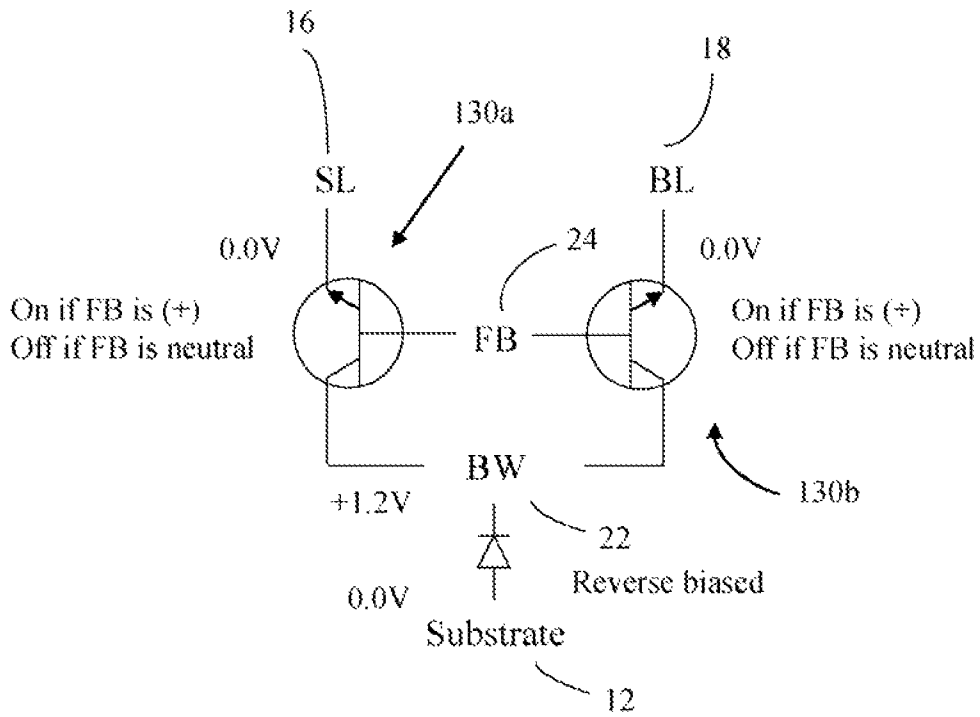 16
18
130a
SL
BL
0.0V
24
0.0V
On if FB is (+)
Off if FB is neutral
FB
On if FB is (+)
Off if FB is neutral
BW
+1.2V
130b
22
Reverse biased
0.0V
Substrate
12